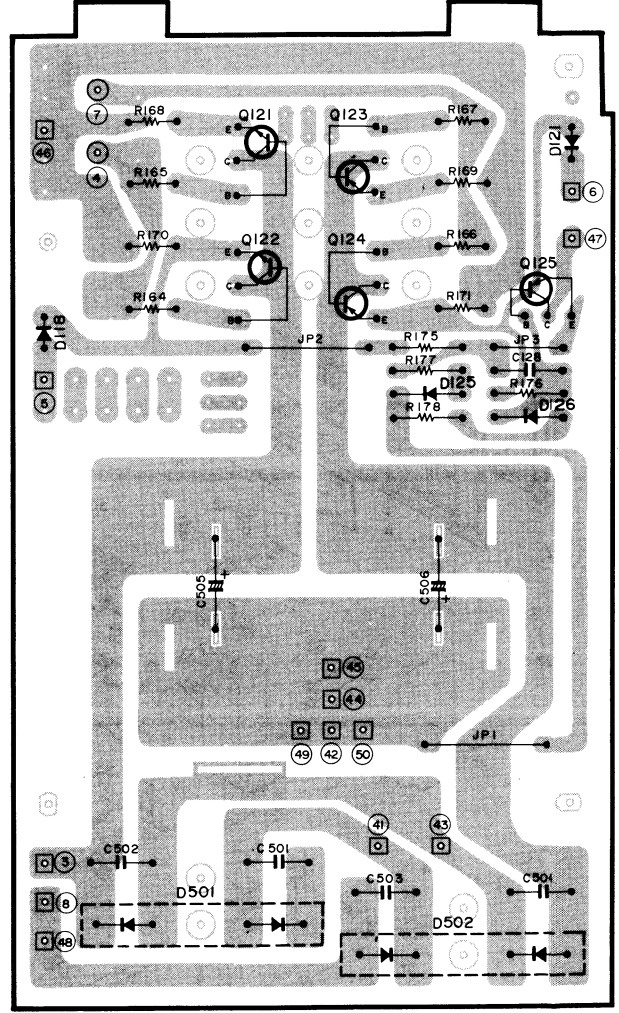 R168 Q121 Q123 R167
7 E B D121
46 C C
4 R165 R169 6
B E
R170 Q122 Q124 R166 47
E B Q125
C C
R164 R171
B E B C E
D118 JP2 R175 JP3
R177 C128
5 D125 R176
R178 D126
C505 + C506 +
45
44
49 42 50 JP1
41 43
3 C502 C501
C503 C501
8 D501
D502
48